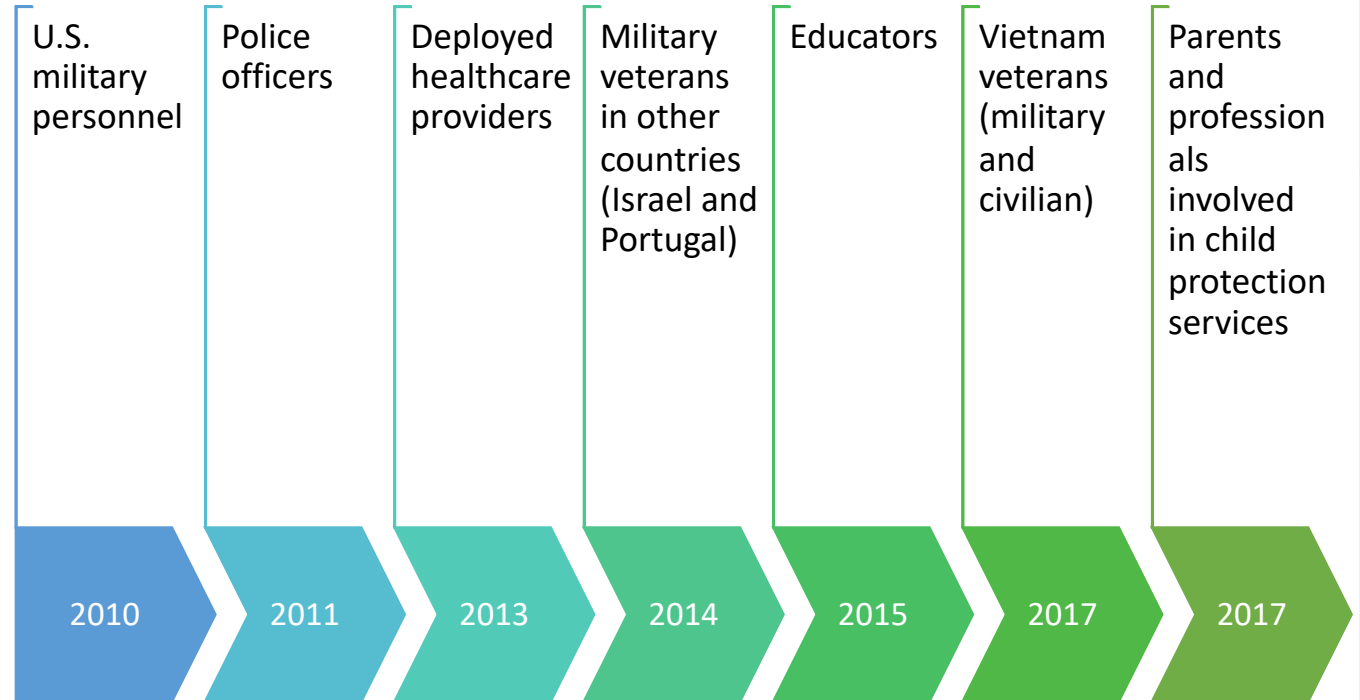 U.S.
military
personnel
Police
officers
Deployed
healthcare
providers
Military
veterans
in other
countries
(Israel and
Portugal)
Educators
Vietnam
veterans
(military
and
civilian)
Parents
and
profession
als
involved
in child
protection
services
2010
2011
2013
2014
2015
2017
2017